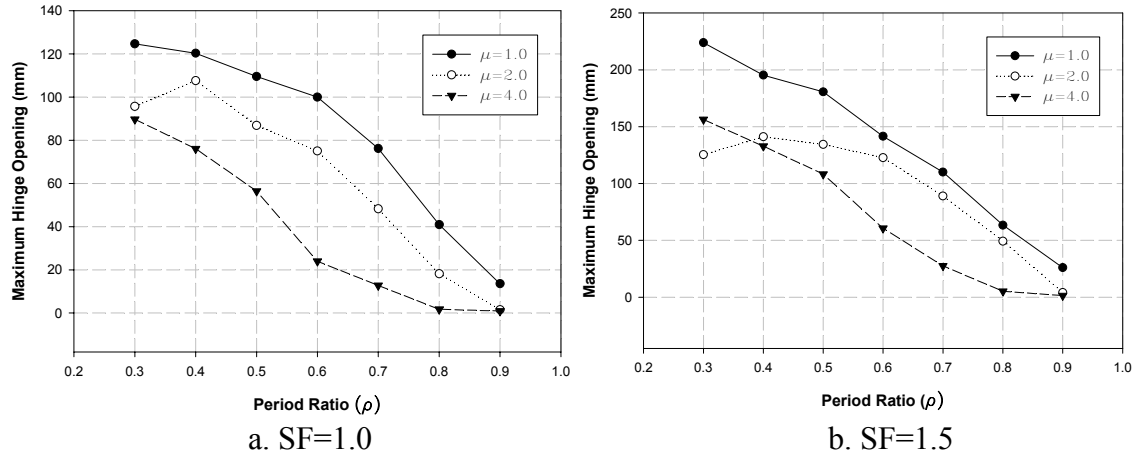 140
120
100
80
60
40
20
0
Maximum Hinge Opening (mm)
μ=1.0
μ=2.0
μ=4.0
0.2 0.3 0.4 0.5 0.6 0.7 0.8 0.9 1.0
Period Ratio (ρ)
a. SF=1.0
250
200
150
100
50
0
Maximum Hinge Opening (mm)
μ=1.0
μ=2.0
μ=4.0
0.2 0.3 0.4 0.5 0.6 0.7 0.8 0.9 1.0
Period Ratio (ρ)
b. SF=1.5